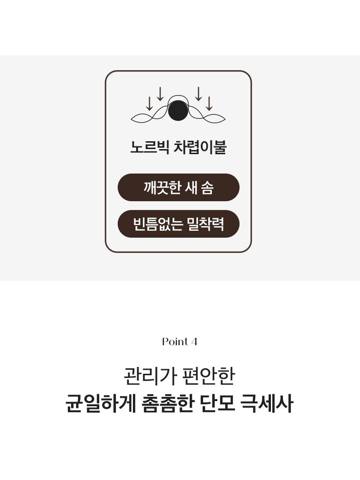 노르빅 차렵이불
깨끗한 새 솜
빈틈없는 밀착력
Point 4
관리가 편안한
균일하게 촘촘한 단모 극세사